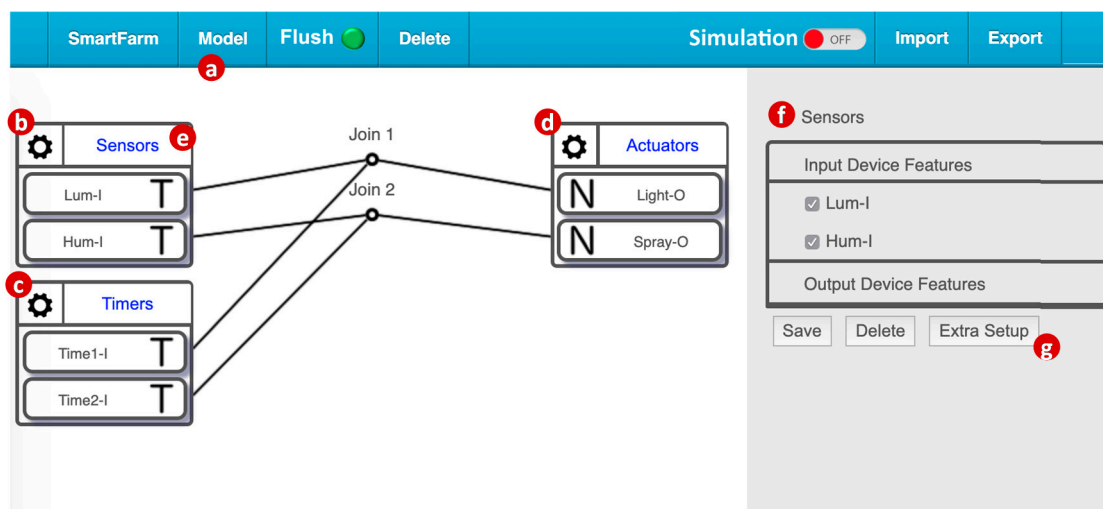 SmartFarm Model Flush Delete Simulation OFF Import Export
a
b
Sensors
e
Lum-I T
Hum-I T
c
Timers
Time1-I T
Time2-I T
Join 1
Join 2
d
Actuators
N Light-O
N Spray-O
f Sensors
Input Device Features
Lum-I
Hum-I
Output Device Features
Save Delete Extra Setup
g